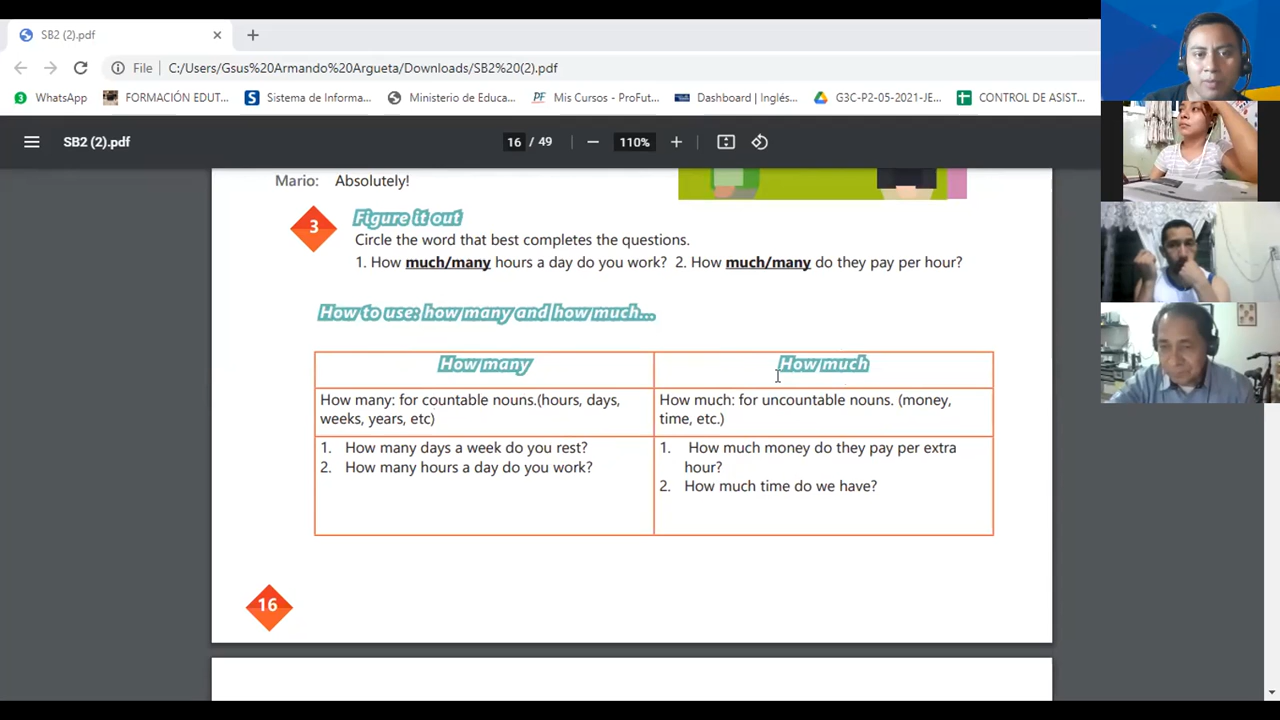 SB2 (2).pdf
File C:/Users/Gsus%20Armando%20Argueta/Downloads/SB2%20(2).pdf
WhatsApp FORMACIÓN EDUT... Sistema de Informa... Ministerio de Educa... Mis Cursos - ProFut... Dashboard | Inglés,... G3C-P2-05-2021-JE... CONTROL DE ASIST...
SB2 (2).pdf 16 / 49 110%
Mario: Absolutely!
3 Figure it out
Circle the word that best completes the questions.
1. How much/many hours a day do you work? 2. How much/many do they pay per hour?
How to use: how many and how much...
How many
How many: for countable nouns.(hours, days,
weeks, years, etc)
1. How many days a week do you rest?
2. How many hours a day do you work?
How much
How much: for uncountable nouns. (money,
time, etc.)
1. How much money do they pay per extra
hour?
2. How much time do we have?
16